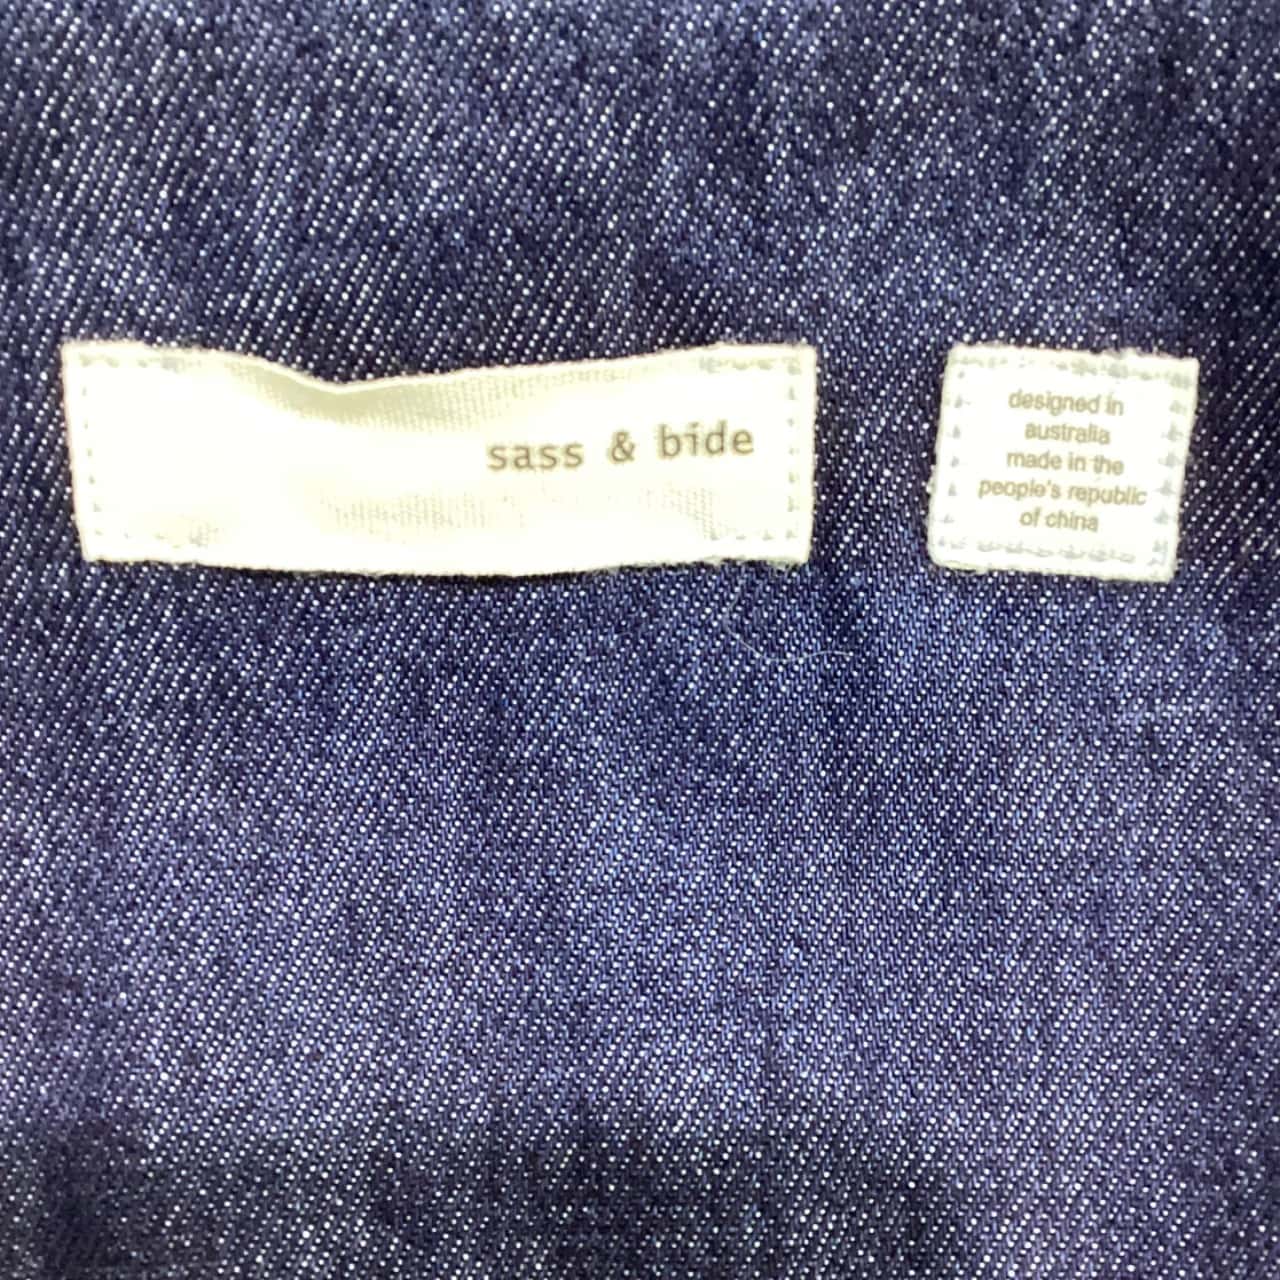 sass & bide
designed in
australia
made in the
people's republic
of china